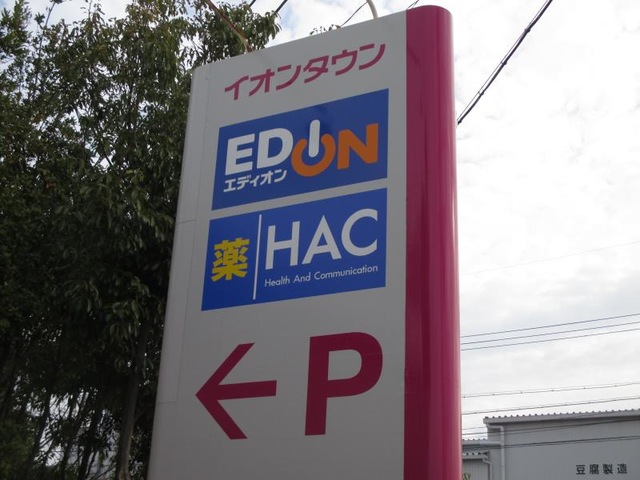 イオンタウン
EDION
エディオン
薬 HAC
Health And Communication
← P
豆腐製造